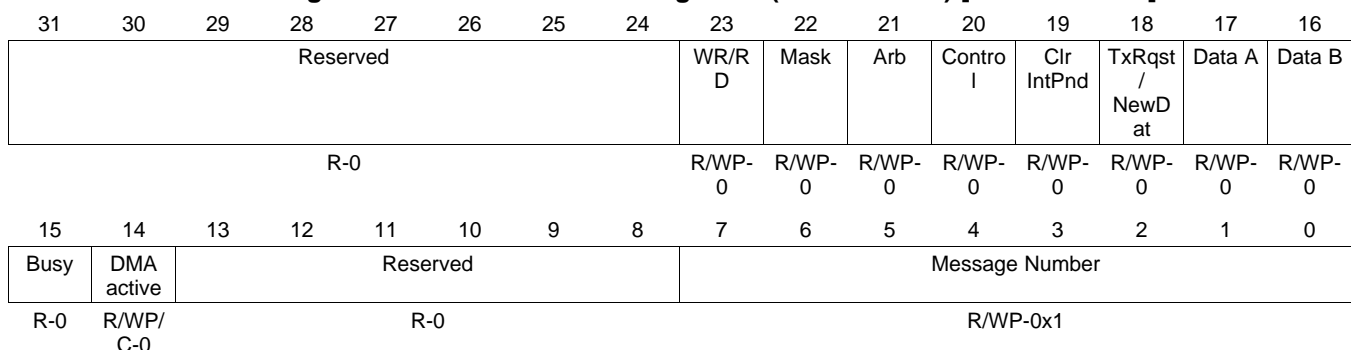 31 30 29 28 27 26 25 24 23 22 21 20 19 18 17 16
Reserved WR/R Mask Arb Contro Clr TxRqst Data A Data B
D l IntPnd /
NewD
at
R-0 R/WP- R/WP- R/WP- R/WP- R/WP- R/WP- R/WP- R/WP-
0 0 0 0 0 0 0 0
15 14 13 12 11 10 9 8 7 6 5 4 3 2 1 0
Busy DMA Reserved Message Number
active
R-0 R/WP/ R-0 R/WP-0x1
C-0